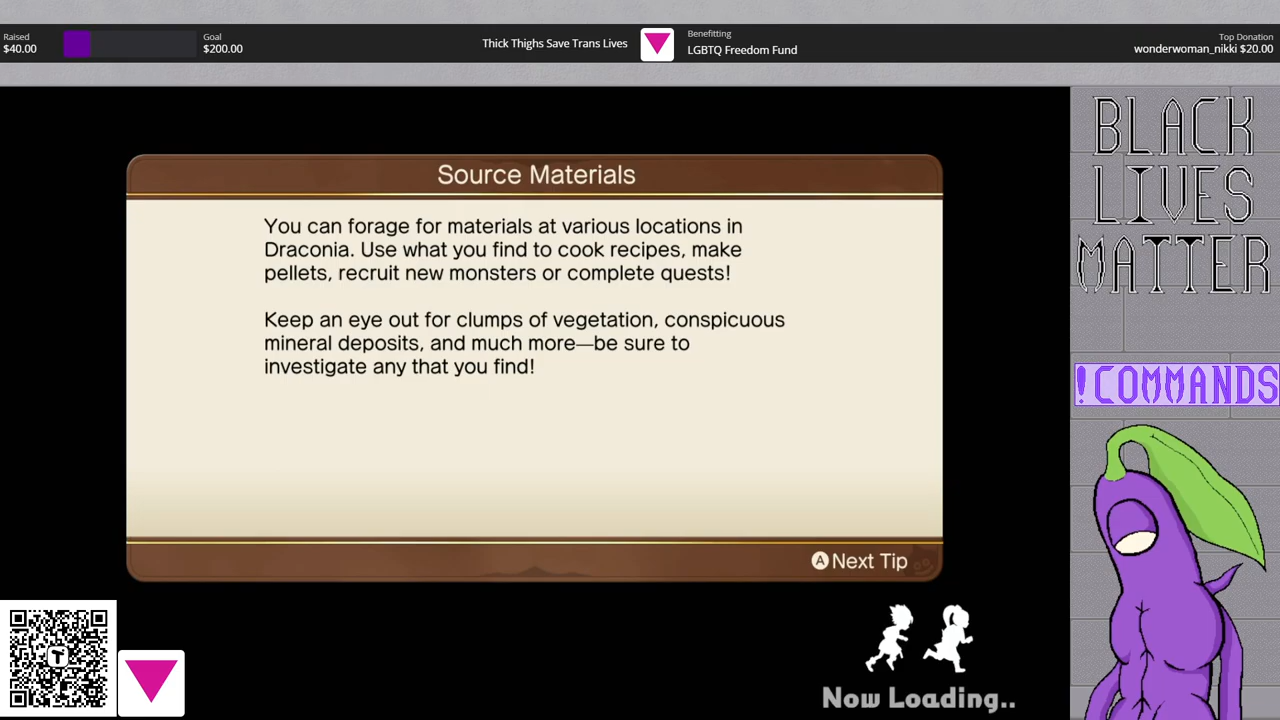 Raised
$40.00
Goal
$200.00
Thick Thighs Save Trans Lives
Benefitting
LGBTQ Freedom Fund
Top Donation
wonderwoman_nikki $20.00
Source Materials
You can forage for materials at various locations in
Draconia. Use what you find to cook recipes, make
pellets, recruit new monsters or complete quests!
Keep an eye out for clumps of vegetation, conspicuous
mineral deposits, and much more—be sure to
investigate any that you find!
A Next Tip
Now Loading..
BLACK
LIVES
MATTER
!COMMANDS
T